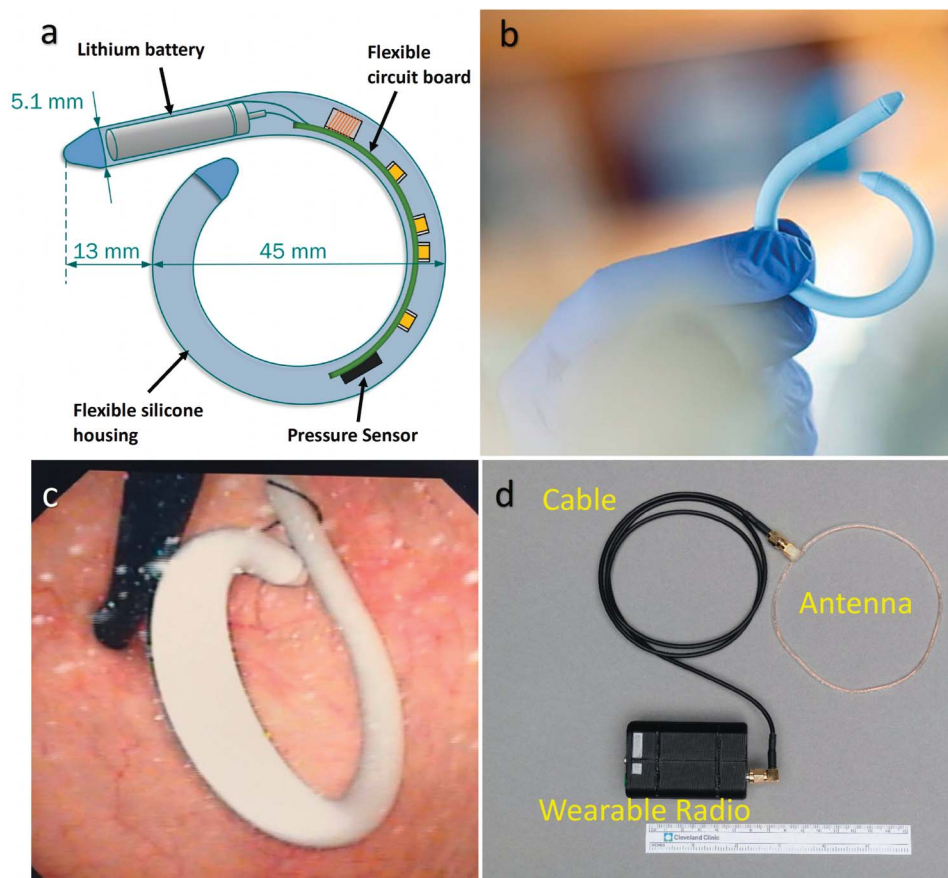 a
Lithium battery
Flexible
circuit board
5.1 mm
13 mm
45 mm
Flexible silicone
housing
Pressure Sensor
b
c
d
Cable
Antenna
Wearable Radio
Cleveland Clinic